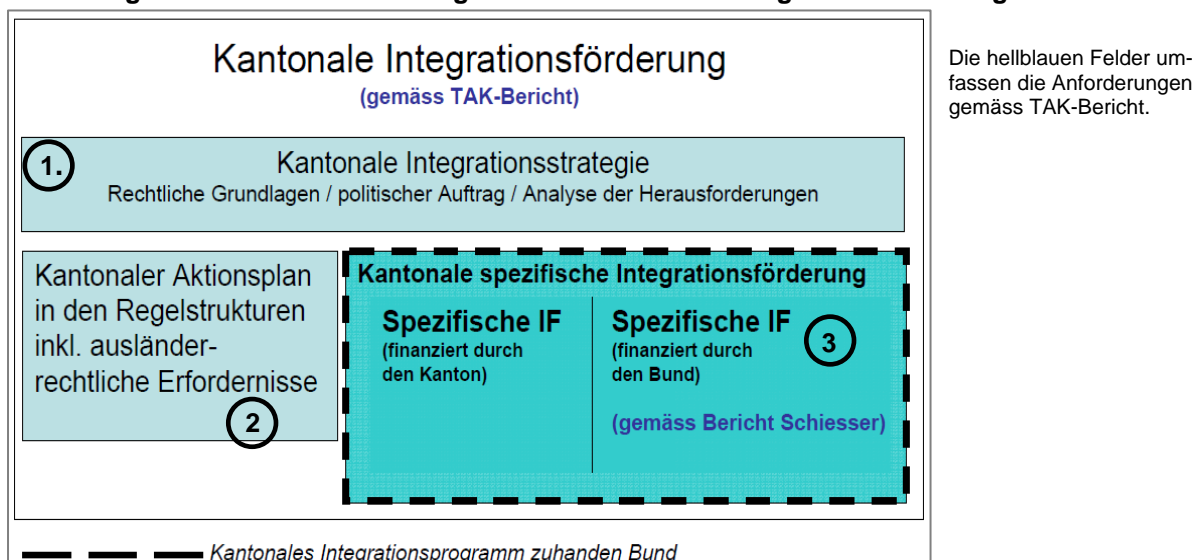 Kantonale Integrationsförderung
(gemäss TAK-Bericht)
Die hellblauen Felder um-
fassen die Anforderungen
gemäss TAK-Bericht.
1.
Kantonale Integrationsstrategie
Rechtliche Grundlagen / politischer Auftrag / Analyse der Herausforderungen
Kantonaler Aktionsplan
in den Regelstrukturen
inkl. ausländer-
rechtliche Erfordernisse
2
Kantonale spezifische Integrationsförderung
Spezifische IF
(finanziert durch
den Kanton)
Spezifische IF
(finanziert durch
den Bund)
3
(gemäss Bericht Schiesser)
Kantonales Integrationsprogramm zuhanden Bund